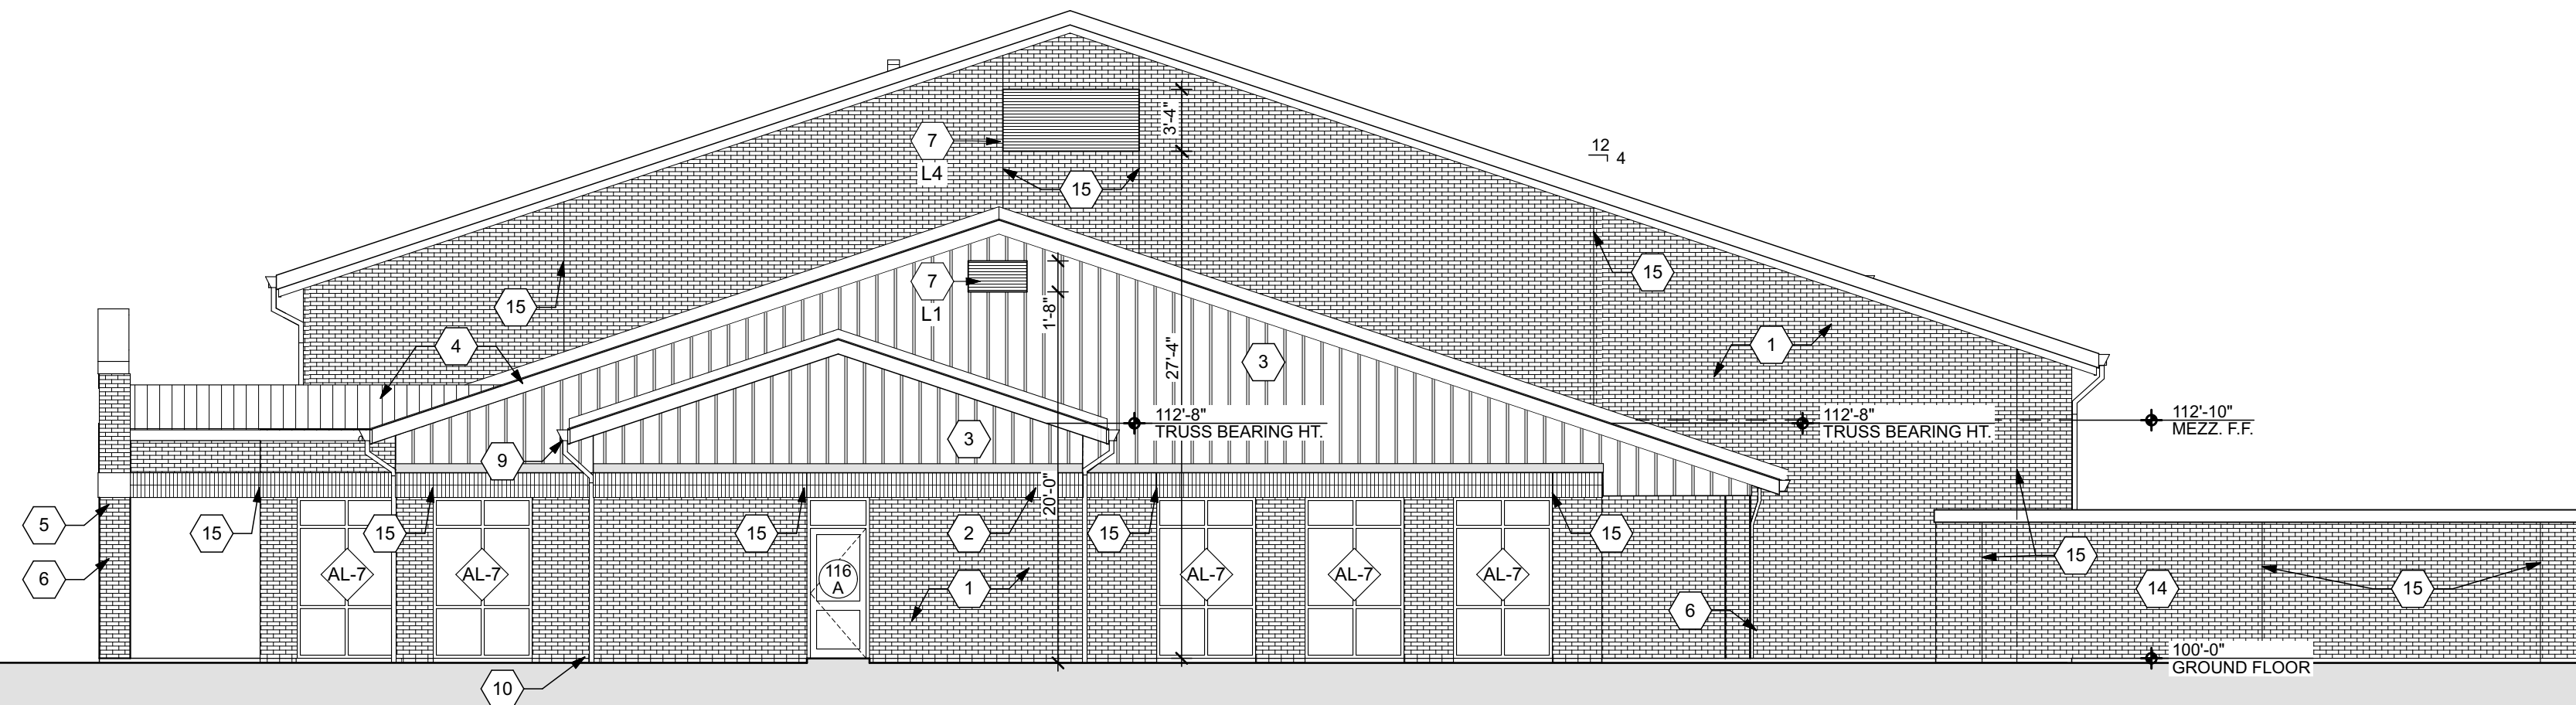 12
4
3'-4"
7
L4
15
15
15
7
L1
1'-8"
4
1
3
27'-4"
112'-8"
TRUSS BEARING HT.
112'-8"
TRUSS BEARING HT.
112'-10"
MEZZ. F.F.
3
9
20'-0"
5
15
15
15
2
15
15
15
6
AL-7
AL-7
116
A
1
AL-7
AL-7
AL-7
6
14
15
100'-0"
GROUND FLOOR
10